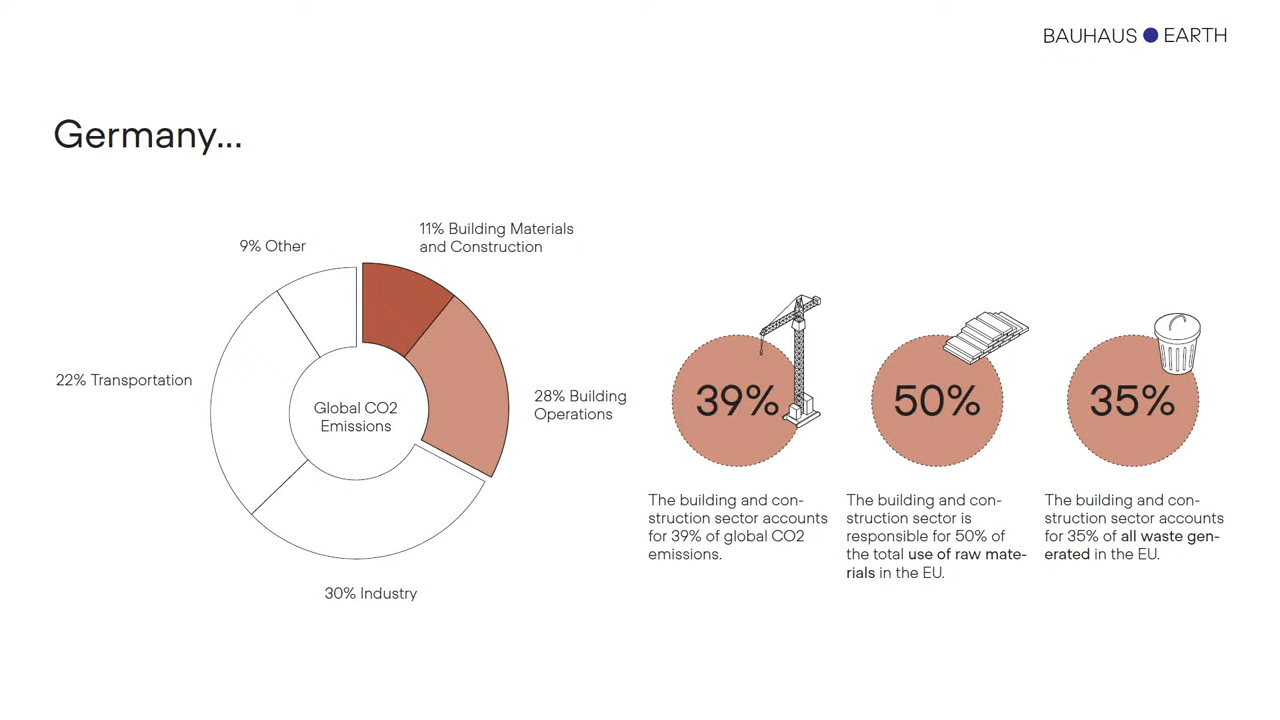 BAUHAUS EARTH
Germany...
11% Building Materials
and Construction
9% Other
22% Transportation
Global CO2
Emissions
28% Building
Operations
30% Industry
39%
The building and con-
struction sector accounts
for 39% of global CO2
emissions.
50%
The building and con-
struction sector is
responsible for 50% of
the total use of raw mate-
rials in the EU.
35%
The building and con-
struction sector accounts
for 35% of all waste gen-
erated in the EU.